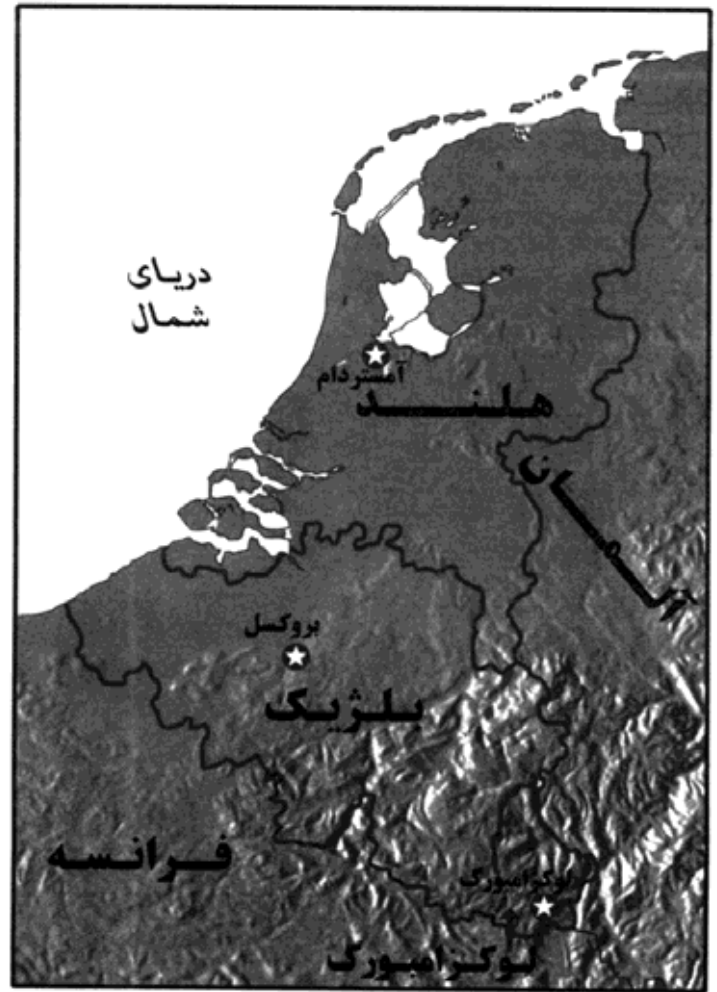 دریای
شمال
آمستردام
هلند
آلمان
بروکسل
بلژیک
فرانسه
لوکزامبورگ
لوکزامبورگ